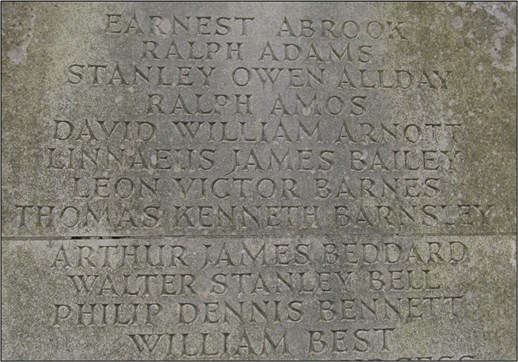 EARNEST ABROOK
RALPH ADAMS
STANLEY OWEN ALLDAY
RALPH AMOS
DAVID WILLIAM ARNOTT
LINNAEUS JAMES BAILEY
LEON VICTOR BARNES
THOMAS KENNETH BARNSLEY
ARTHUR JAMES BEDDARD
WALTER STANLEY BELL
PHILIP DENNIS BENNETT
WILLIAM BEST